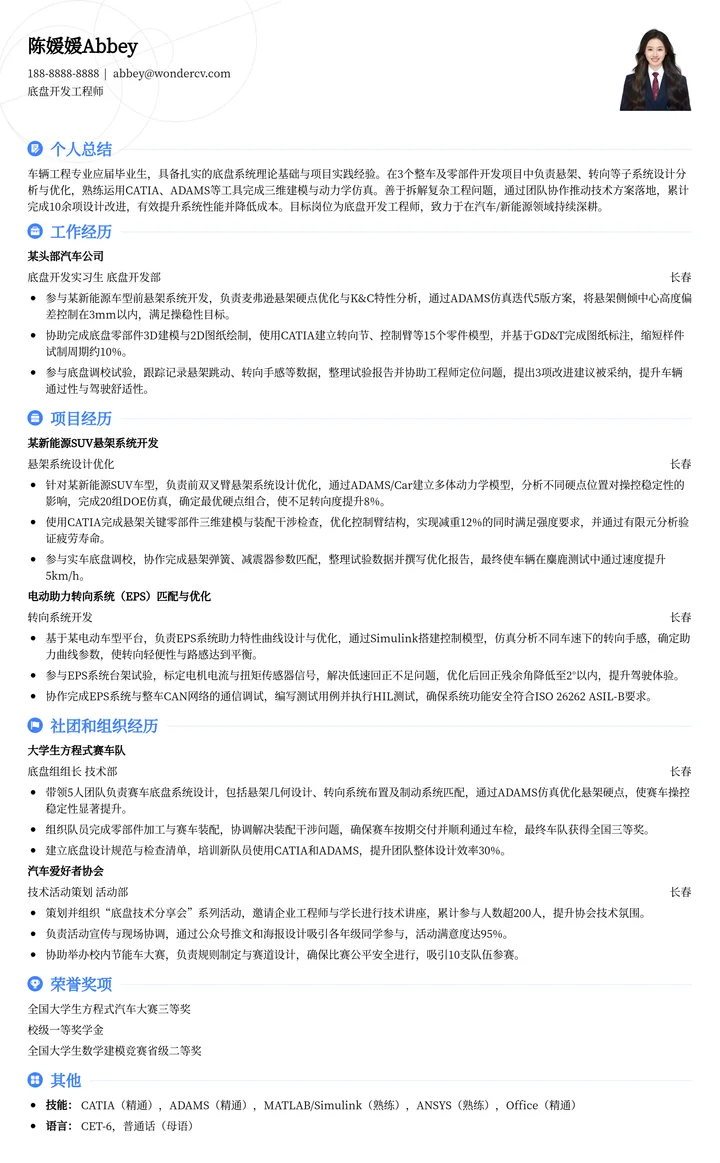 陈媛媛Abbey
188-8888-8888 | abbey@wondercv.com
底盘开发工程师
个人总结
车辆工程专业应届毕业生，具备扎实的底盘系统理论基础与项目实践经验。在3个整车及零部件开发项目中负责悬架、转向等子系统设计分
析与优化，熟练运用CATIA、ADAMS等工具完成三维建模与动力学仿真。善于拆解复杂工程问题，通过团队协作推动技术方案落地，累计
完成10余项设计改进，有效提升系统性能并降低成本。目标岗位为底盘开发工程师，致力于在汽车/新能源领域持续深耕。
工作经历
某头部汽车公司
底盘开发实习生 底盘开发部 长春
• 参与某新能源车型前悬架系统开发，负责麦弗逊悬架硬点优化与K&C特性分析，通过ADAMS仿真迭代5版方案，将悬架侧倾中心高度偏
差控制在3mm以内，满足操稳性目标。
• 协助完成底盘零部件3D建模与2D图纸绘制，使用CATIA建立转向节、控制臂等15个零件模型，并基于GD&T完成图纸标注，缩短样件
试制周期约10%。
• 参与底盘调校试验，跟踪记录悬架跳动、转向手感等数据，整理试验报告并协助工程师定位问题，提出3项改进建议被采纳，提升车辆
通过性与驾驶舒适性。
项目经历
某新能源SUV悬架系统开发
悬架系统设计优化 长春
• 针对某新能源SUV车型，负责前双叉臂悬架系统设计优化，通过ADAMS/Car建立多体动力学模型，分析不同硬点位置对操控稳定性的
影响，完成20组DOE仿真，确定最优硬点组合，使不足转向度提升8%。
• 使用CATIA完成悬架关键零部件三维建模与装配干涉检查，优化控制臂结构，实现减重12%的同时满足强度要求，并通过有限元分析验
证疲劳寿命。
• 参与实车底盘调校，协作完成悬架弹簧、减震器参数匹配，整理试验数据并撰写优化报告，最终使车辆在麋鹿测试中通过速度提升
5km/h。
电动助力转向系统（EPS）匹配与优化
转向系统开发 长春
• 基于某电动车型平台，负责EPS系统助力特性曲线设计与优化，通过Simulink搭建控制模型，仿真分析不同车速下的转向手感，确定助
力曲线参数，使转向轻便性与路感达到平衡。
• 参与EPS系统台架试验，标定电机电流与扭矩传感器信号，解决低速回正不足问题，优化后回正残余角降低至2°以内，提升驾驶体验。
• 协作完成EPS系统与整车CAN网络的通信调试，编写测试用例并执行HIL测试，确保系统功能安全符合ISO 26262 ASIL-B要求。
社团和组织经历
大学生方程式赛车队
底盘组组长 技术部 长春
• 带领5人团队负责赛车底盘系统设计，包括悬架几何设计、转向系统布置及制动系统匹配，通过ADAMS仿真优化悬架硬点，使赛车操控
稳定性显著提升。
• 组织队员完成零部件加工与赛车装配，协调解决装配干涉问题，确保赛车按期交付并顺利通过车检，最终车队获得全国三等奖。
• 建立底盘设计规范与检查清单，培训新队员使用CATIA和ADAMS，提升团队整体设计效率30%。
汽车爱好者协会
技术活动策划 活动部 长春
• 策划并组织“底盘技术分享会”系列活动，邀请企业工程师与学长进行技术讲座，累计参与人数超200人，提升协会技术氛围。
• 负责活动宣传与现场协调，通过公众号推文和海报设计吸引各年级同学参与，活动满意度达95%。
• 协助举办校内节能车大赛，负责规则制定与赛道设计，确保比赛公平安全进行，吸引10支队伍参赛。
荣誉奖项
全国大学生方程式汽车大赛三等奖
校级一等奖学金
全国大学生数学建模竞赛省级二等奖
其他
• 技能： CATIA（精通），ADAMS（精通），MATLAB/Simulink（熟练），ANSYS（熟练），Office（精通）
• 语言： CET-6，普通话（母语）